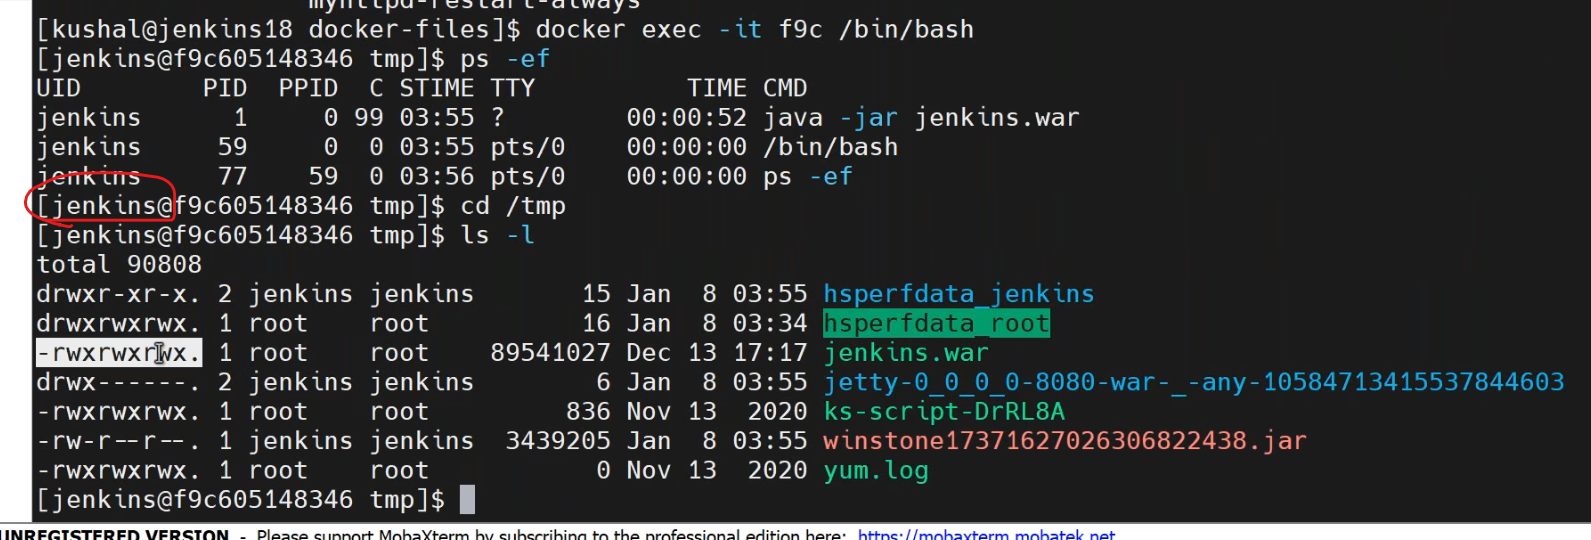 myhttpd-restart-always
[kushal@jenkins18 docker-files]$ docker exec -it f9c /bin/bash
[jenkins@f9c605148346 tmp]$ ps -ef
UID        PID  PPID  C STIME TTY          TIME CMD
jenkins      1     0 99 03:55 ?        00:00:52 java -jar jenkins.war
jenkins     59     0  0 03:55 pts/0    00:00:00 /bin/bash
jenkins     77    59  0 03:56 pts/0    00:00:00 ps -ef
[jenkins@f9c605148346 tmp]$ cd /tmp
[jenkins@f9c605148346 tmp]$ ls -l
total 90808
drwxr-xr-x. 2 jenkins jenkins       15 Jan  8 03:55 hsperfdata_jenkins
drwxrwxrwx. 1 root    root          16 Jan  8 03:34 hsperfdata_root
-rwxrwxrwx. 1 root    root    89541027 Dec 13 17:17 jenkins.war
drwx------. 2 jenkins jenkins        6 Jan  8 03:55 jetty-0_0_0_0-8080-war-_-any-10584713415537844603
-rwxrwxrwx. 1 root    root         836 Nov 13  2020 ks-script-DrRL8A
-rw-r--r--. 1 jenkins jenkins  3439205 Jan  8 03:55 winstone17371627026306822438.jar
-rwxrwxrwx. 1 root    root           0 Nov 13  2020 yum.log
[jenkins@f9c605148346 tmp]$
UNREGISTERED VERSION - Please support MobaXterm by subscribing to the professional edition here: https://mobaxterm.mobatek.net